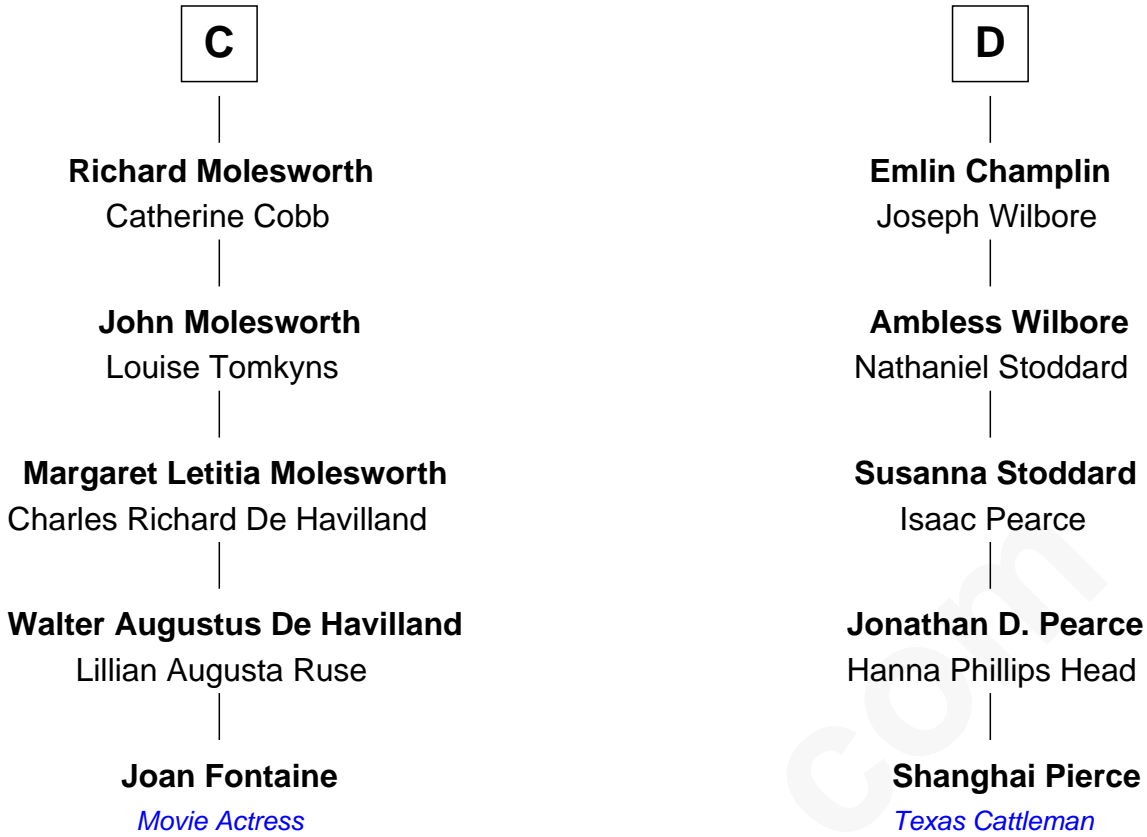 C
Richard Molesworth
Catherine Cobb
John Molesworth
Louise Tomkyns
Margaret Letitia Molesworth
Charles Richard De Havilland
Walter Augustus De Havilland
Lillian Augusta Ruse
Joan Fontaine
Movie Actress
D
Emlin Champlin
Joseph Wilbore
Ambless Wilbore
Nathaniel Stoddard
Susanna Stoddard
Isaac Pearce
Jonathan D. Pearce
Hanna Phillips Head
Shanghai Pierce
Texas Cattleman
com